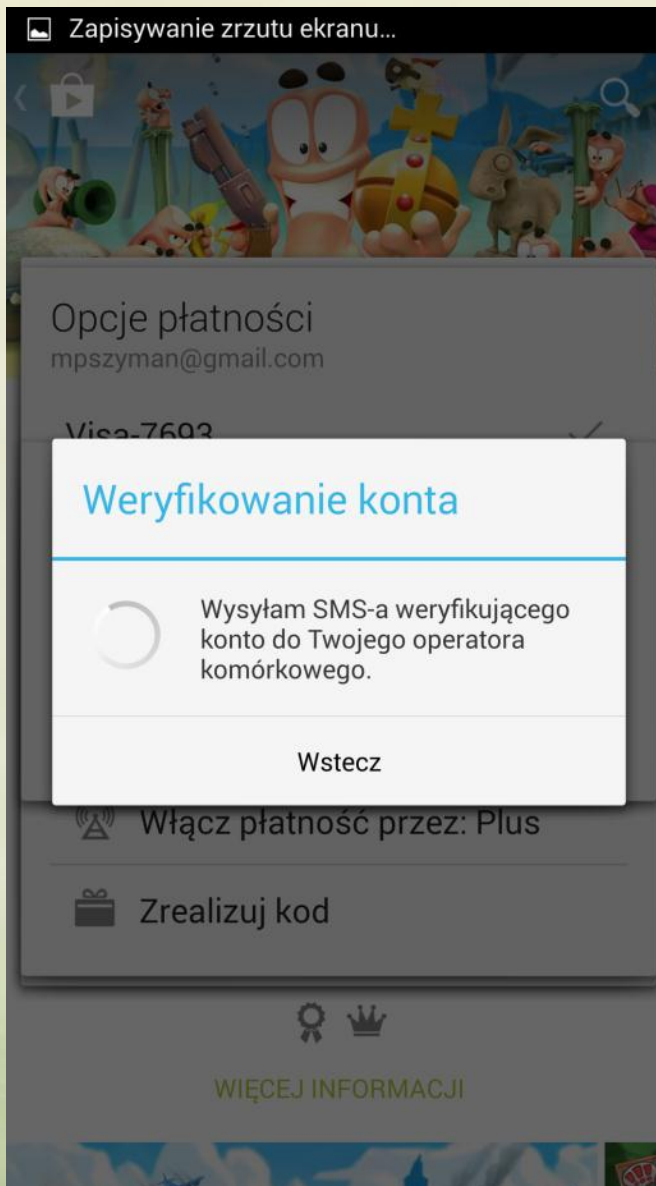 Zapisywanie zrzutu ekranu...
Opcje płatności
mpszyman@gmail.com
Visa-7693
Weryfikowanie konta
Wysyłam SMS-a weryfikującego
konto do Twojego operatora
komórkowego.
Wstecz
Włącz płatność przez: Plus
Zrealizuj kod
WIĘCEJ INFORMACJI